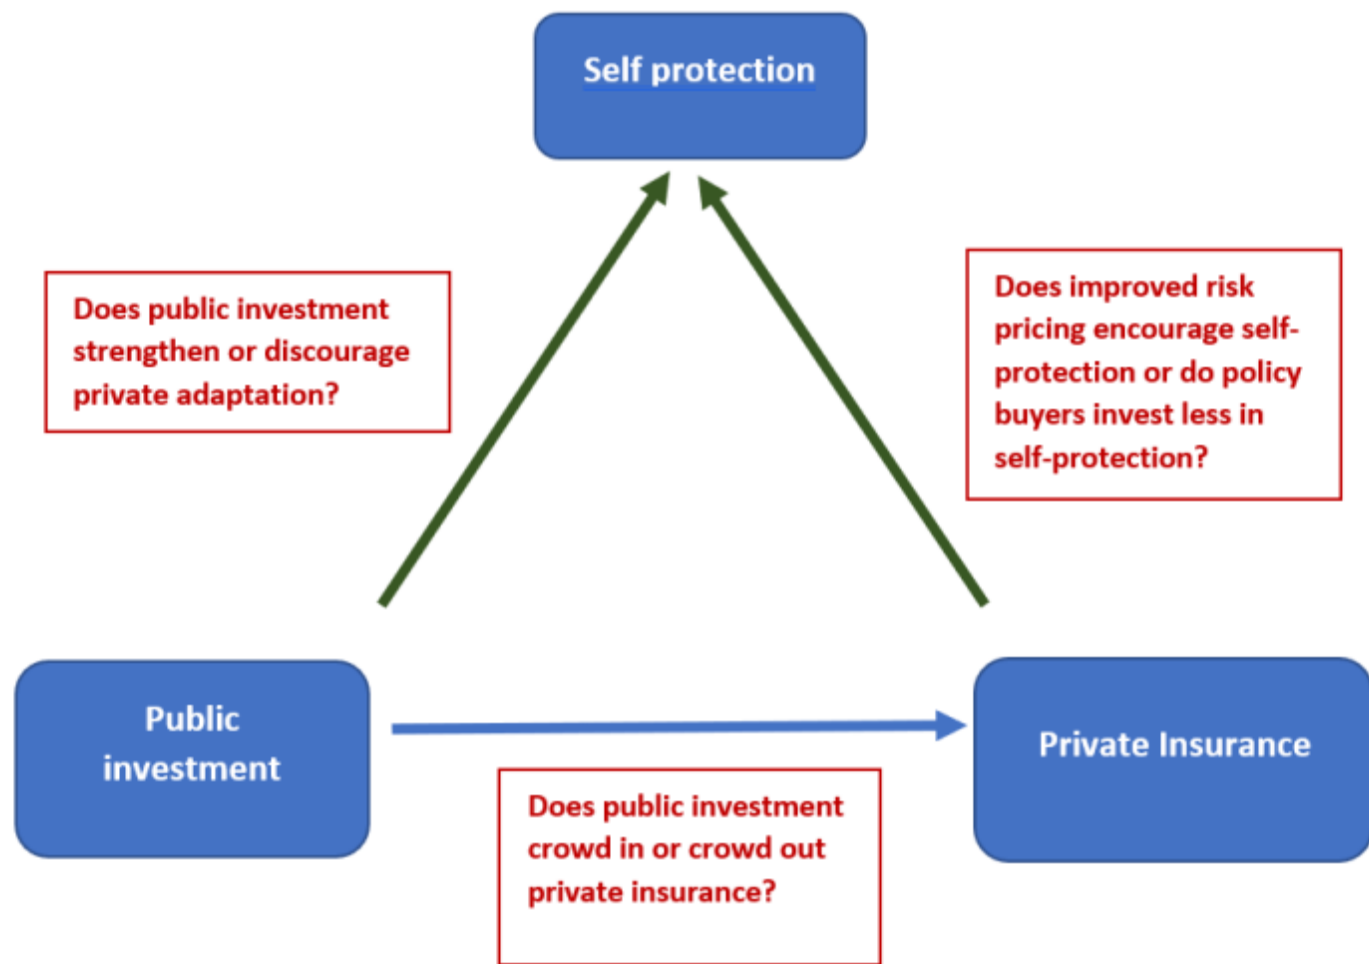 Self protection
Does public investment
strengthen or discourage
private adaptation?
Does improved risk
pricing encourage self-
protection or do policy
buyers invest less in
self-protection?
Public
investment
Private Insurance
Does public investment
crowd in or crowd out
private insurance?